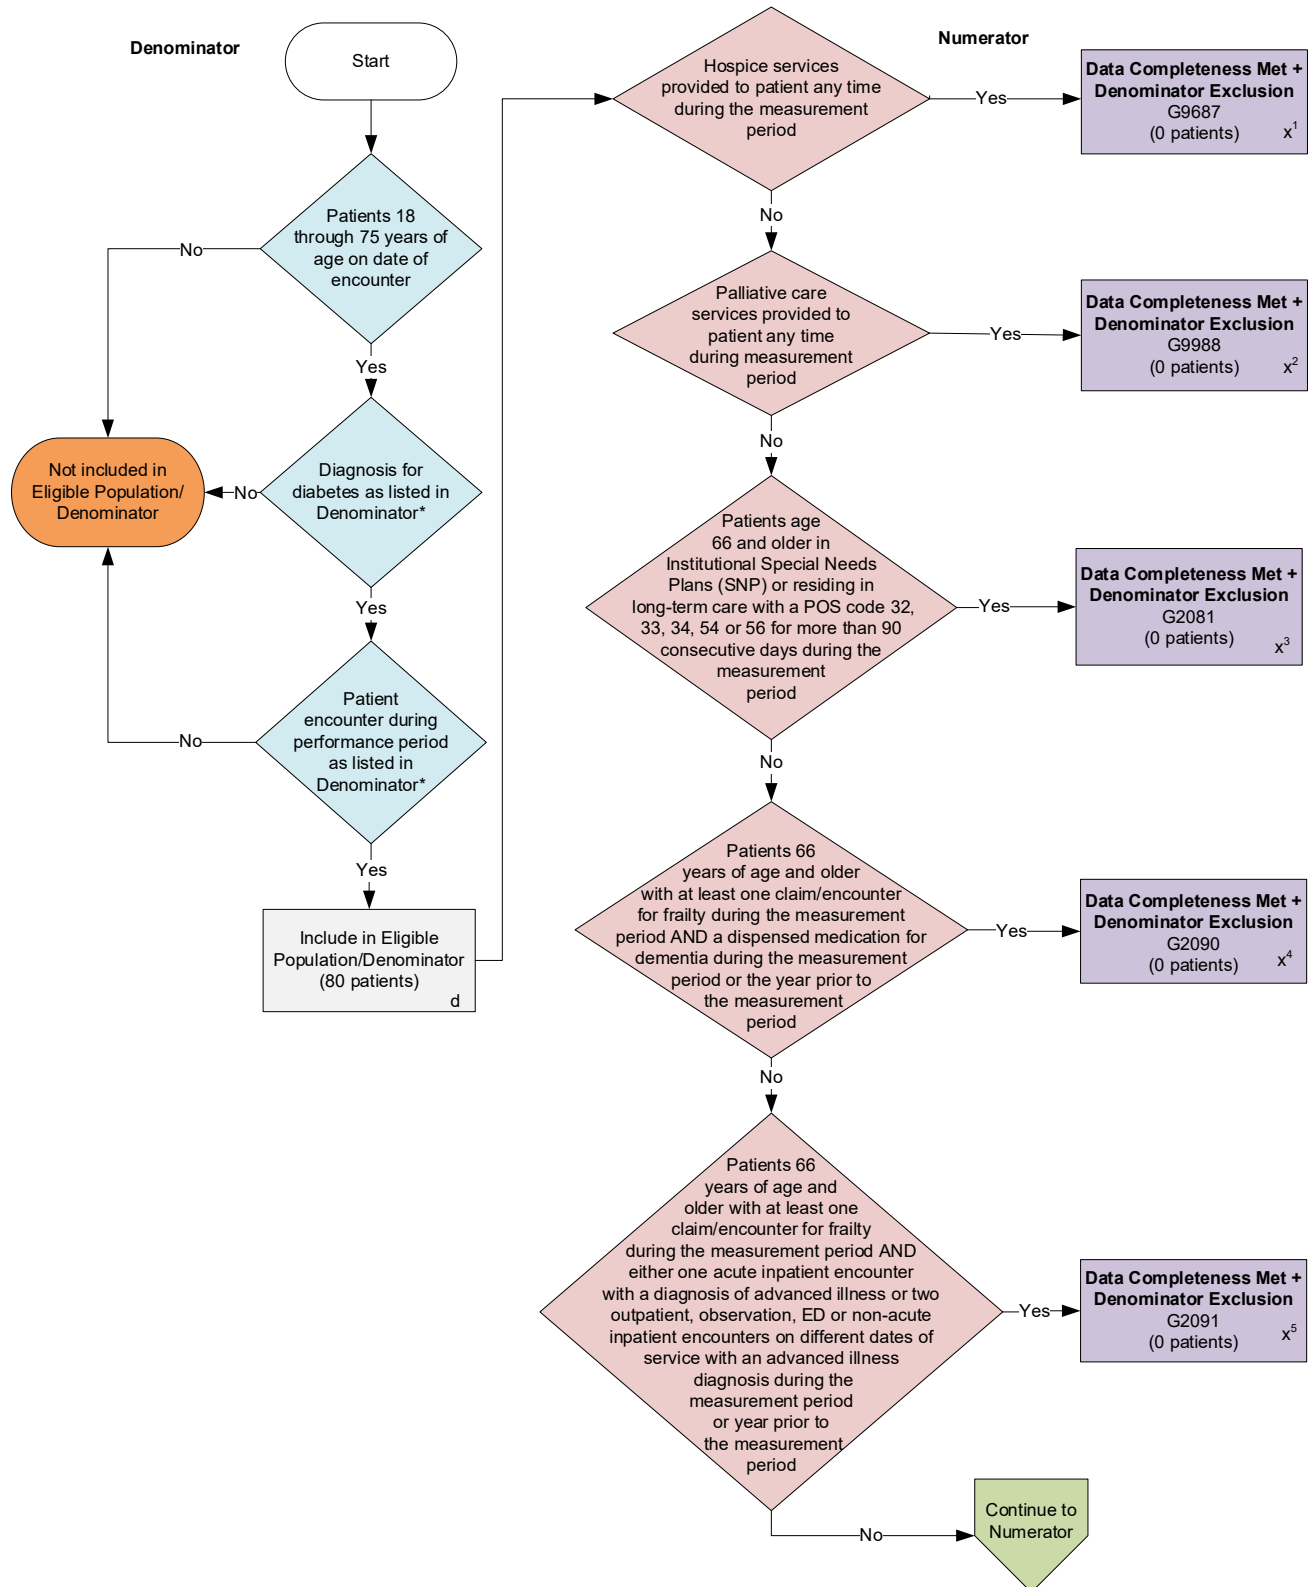 Denominator
Start
Patients 18
through 75 years of
age on date of
encounter
No
Yes
Not included in
Eligible Population/
Denominator
No
Diagnosis for
diabetes as listed in
Denominator*
Yes
Patient
encounter during
performance period
as listed in
Denominator*
No
Yes
Include in Eligible
Population/Denominator
(80 patients)
d
Numerator
Hospice services
provided to patient any time
during the measurement
period
Yes
Data Completeness Met +
Denominator Exclusion
G9687
(0 patients) x1
No
Palliative care
services provided to
patient any time
during measurement
period
Yes
Data Completeness Met +
Denominator Exclusion
G9988
(0 patients) x2
No
Patients age
66 and older in
Institutional Special Needs
Plans (SNP) or residing in
long-term care with a POS code 32,
33, 34, 54 or 56 for more than 90
consecutive days during the
measurement
period
Yes
Data Completeness Met +
Denominator Exclusion
G2081
(0 patients) x3
No
Patients 66
years of age and older
with at least one claim/encounter
for frailty during the measurement
period AND a dispensed medication for
dementia during the measurement
period or the year prior to
the measurement
period
Yes
Data Completeness Met +
Denominator Exclusion
G2090
(0 patients) x4
No
Patients 66
years of age and
older with at least one
claim/encounter for frailty
during the measurement period AND
either one acute inpatient encounter
with a diagnosis of advanced illness or two
outpatient, observation, ED or non-acute
inpatient encounters on different dates of
service with an advanced illness
diagnosis during the
measurement period
or year prior to
the measurement
period
Yes
Data Completeness Met +
Denominator Exclusion
G2091
(0 patients) x5
No
Continue to
Numerator